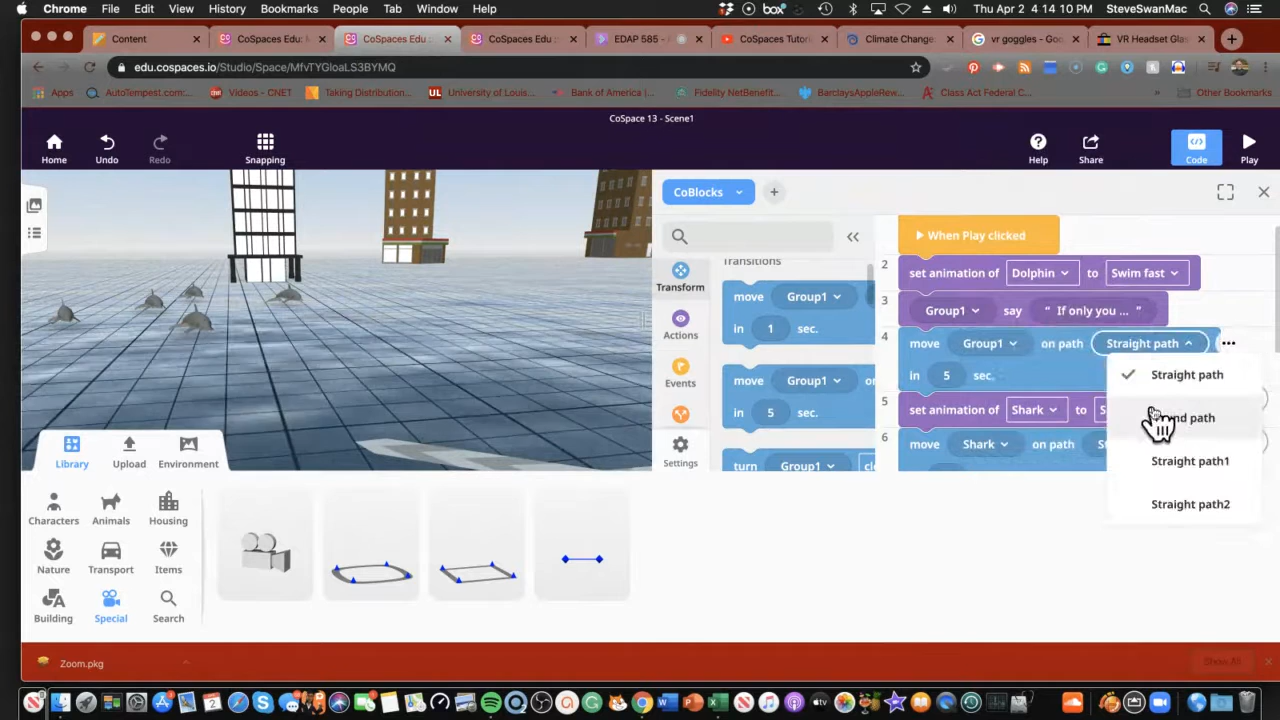 Chrome File Edit View History Bookmarks People Tab Window Help box Thu Apr 2 4:14:10 PM SteveSwanMac
Content CoSpaces Edu: M CoSpaces Edu : CoSpaces Edu :: EDAP 585 - CoSpaces Tutori Climate Change: vr goggles - Goo VR Headset Glas
edu.cospaces.io/Studio/Space/MfvTYGloaLS3BYMQ
Apps AutoTempest.com:... Videos - CNET Taking Distribution... University of Louis... Bank of America |... Fidelity NetBenefit... BarclaysAppleRew... Class Act Federal C... » Other Bookmarks
CoSpace 13 - Scene1
Home Undo Redo Snapping Help Share Code Play
CoBlocks
When Play clicked
Transitions
2 set animation of Dolphin to Swim fast
Transform
move Group1
in 1 sec.
3 Group1 say “ If only you ... ”
Actions
4 move Group1 on path Straight path
in 5 sec.
Straight path
Events
move Group1
in 5 sec.
5 set animation of Shark to
path
6 move Shark on path
Straight path1
Settings
turn Group1
Straight path2
Library Upload Environment
Characters Animals Housing
Nature Transport Items
Building Special Search
Zoom.pkg
Show All